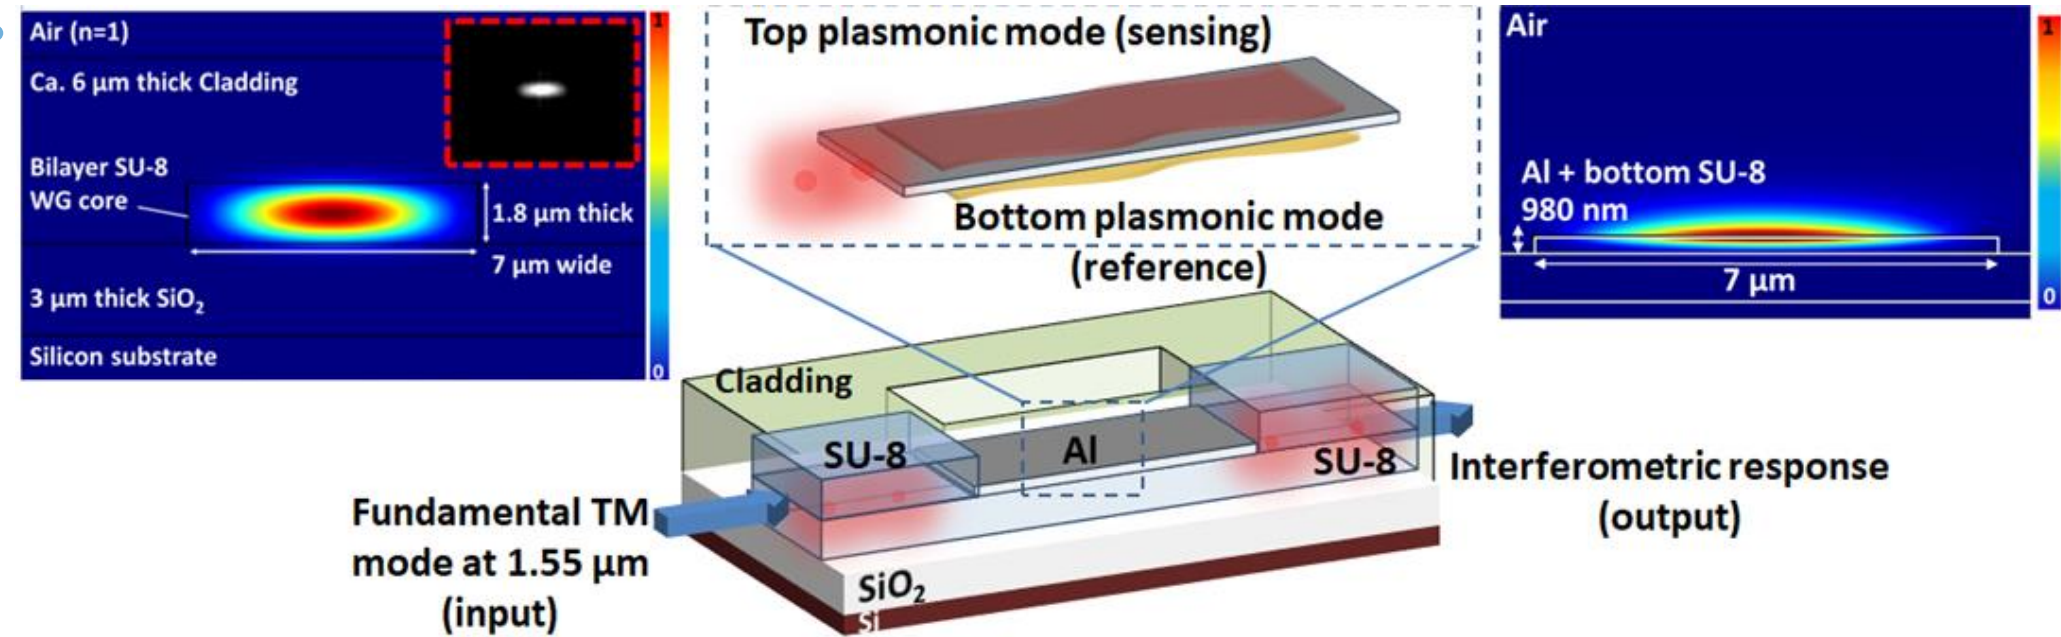 Air (n=1)
Ca. 6 µm thick Cladding
Bilayer SU-8
WG core
1.8 µm thick
7 µm wide
3 µm thick SiO₂
Silicon substrate
1
0
Top plasmonic mode (sensing)
Bottom plasmonic mode
(reference)
Air
Al + bottom SU-8
980 nm
7 µm
1
0
Cladding
SU-8
Al
SU-8
Fundamental TM
mode at 1.55 µm
(input)
Interferometric response
(output)
SiO₂
Si